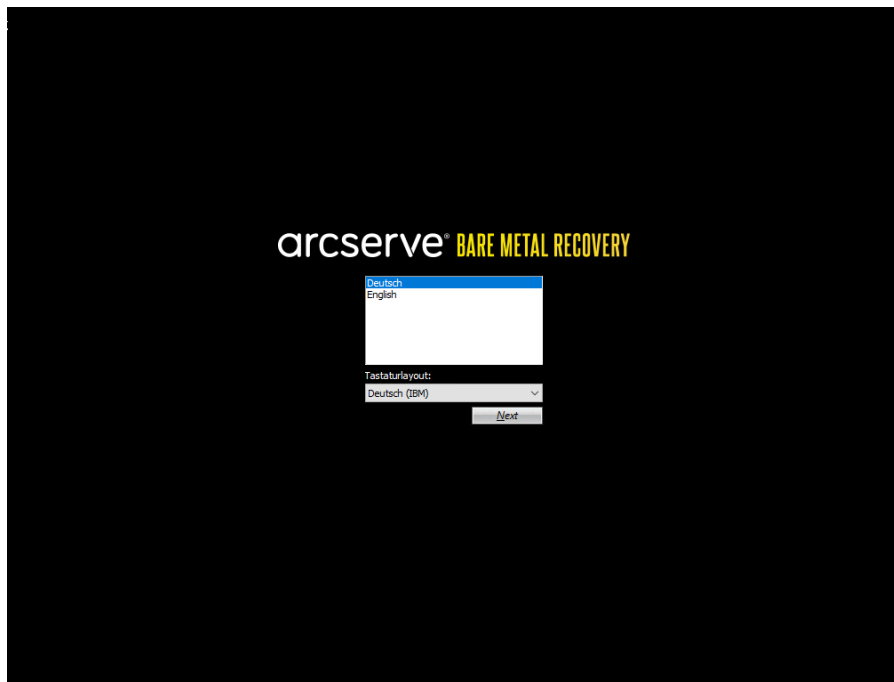 arcserve® BARE METAL RECOVERY
Deutsch
English
Tastaturlayout:
Deutsch (IBM)
Next